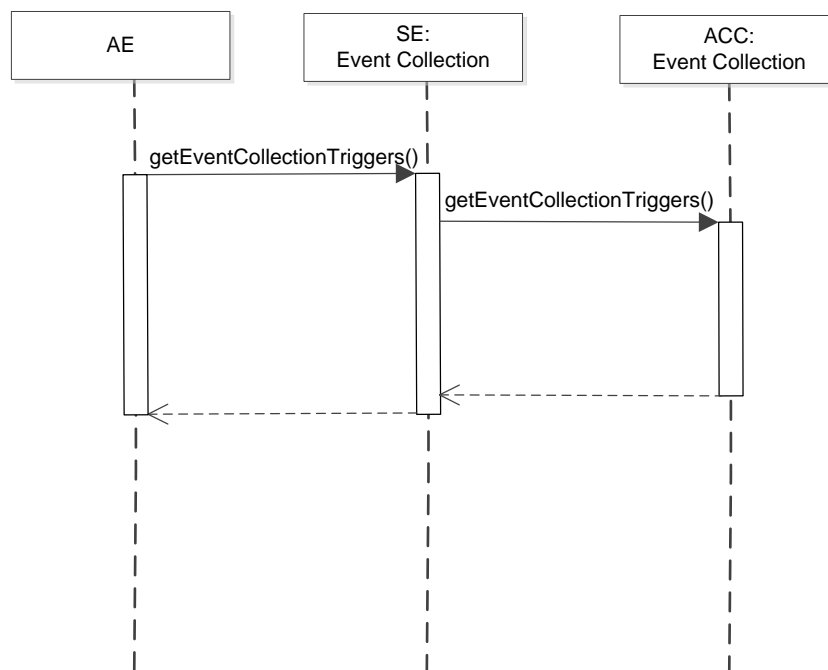 AE
SE:
Event Collection
ACC:
Event Collection
getEventCollectionTriggers()
getEventCollectionTriggers()